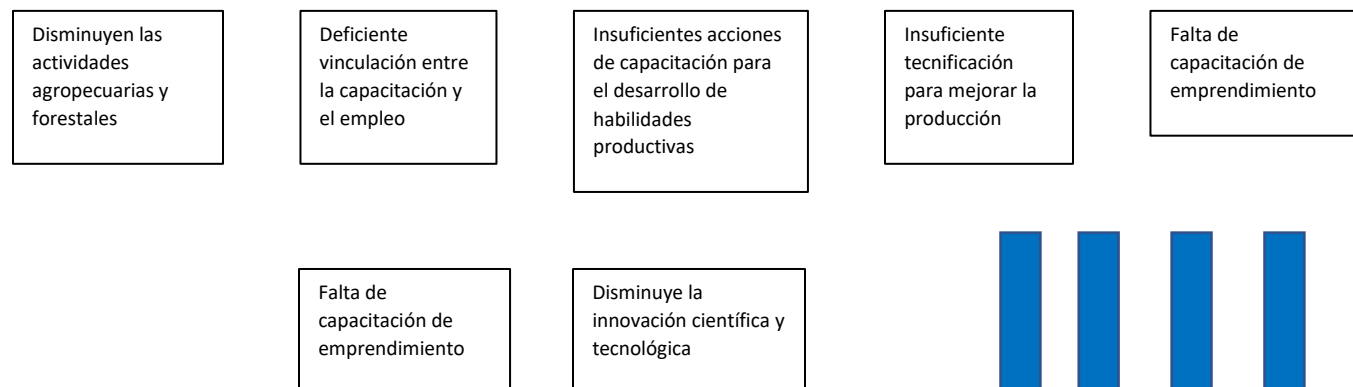 Disminuyen las
actividades
agropecuarias y
forestales
Deficiente
vinculación entre
la capacitación y
el empleo
Insuficientes acciones
de capacitación para
el desarrollo de
habilidades
productivas
Insuficiente
tecnificación
para mejorar la
producción
Falta de
capacitación de
emprendimiento
Falta de
capacitación de
emprendimiento
Disminuye la
innovación científica y
tecnológica